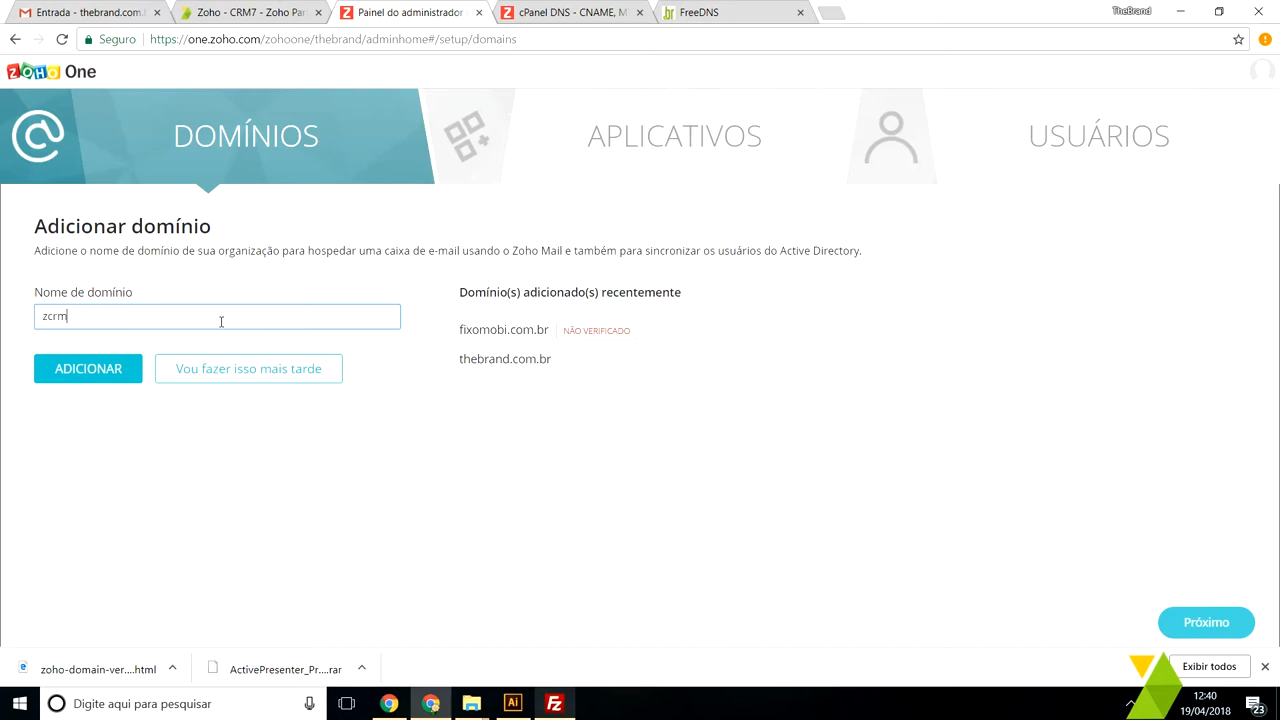 Entrada - thebrand.com.b
Zoho - CRM7 - Zoho Par
Painel do administrador
cPanel DNS - CNAME, M
FreeDNS
TheBrand
Seguro https://one.zoho.com/zohoone/thebrand/adminhome#/setup/domains
ZOHO One
DOMÍNIOS
APLICATIVOS
USUÁRIOS
Adicionar domínio
Adicione o nome de domínio de sua organização para hospedar uma caixa de e-mail usando o Zoho Mail e também para sincronizar os usuários do Active Directory.
Nome de domínio
Domínio(s) adicionado(s) recentemente
zcrm
fixomobi.com.br NÃO VERIFICADO
thebrand.com.br
ADICIONAR
Vou fazer isso mais tarde
Próximo
zoho-domain-ver....html
ActivePresenter_Pr....rar
Exibir todos
Digite aqui para pesquisar
Ai
12:40
19/04/2018
23